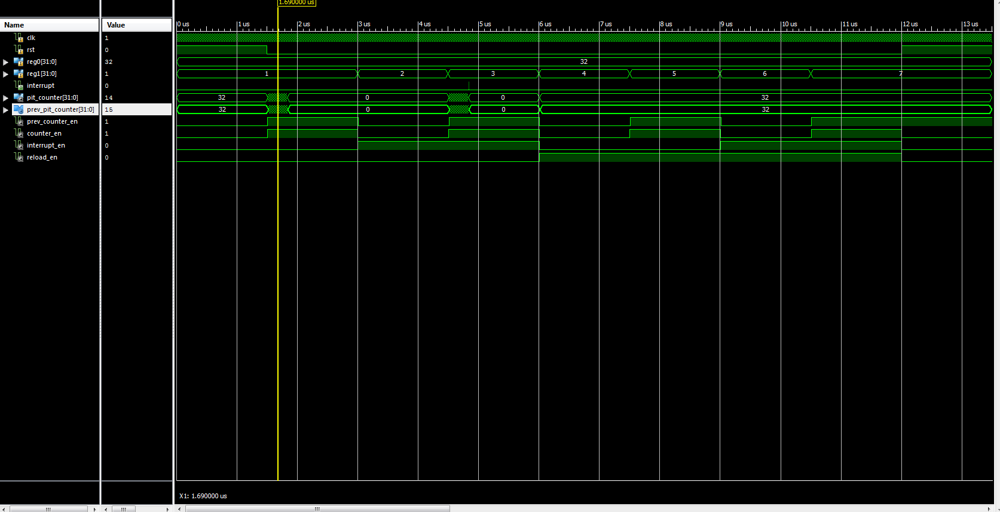 1.690000 us
Name Value
0 us 1 us 2 us 3 us 4 us 5 us 6 us 7 us 8 us 9 us 10 us 11 us 12 us 13 us
clk 1
rst 0
reg0[31:0] 32 32
reg1[31:0] 1 1 2 3 4 5 6 7
interrupt 0
pit_counter[31:0] 14 32 0 0 32
prev_pit_counter[31:0] 15 32 0 0 32
prev_counter_en 1
counter_en 1
interrupt_en 0
reload_en 0
X1: 1.690000 us